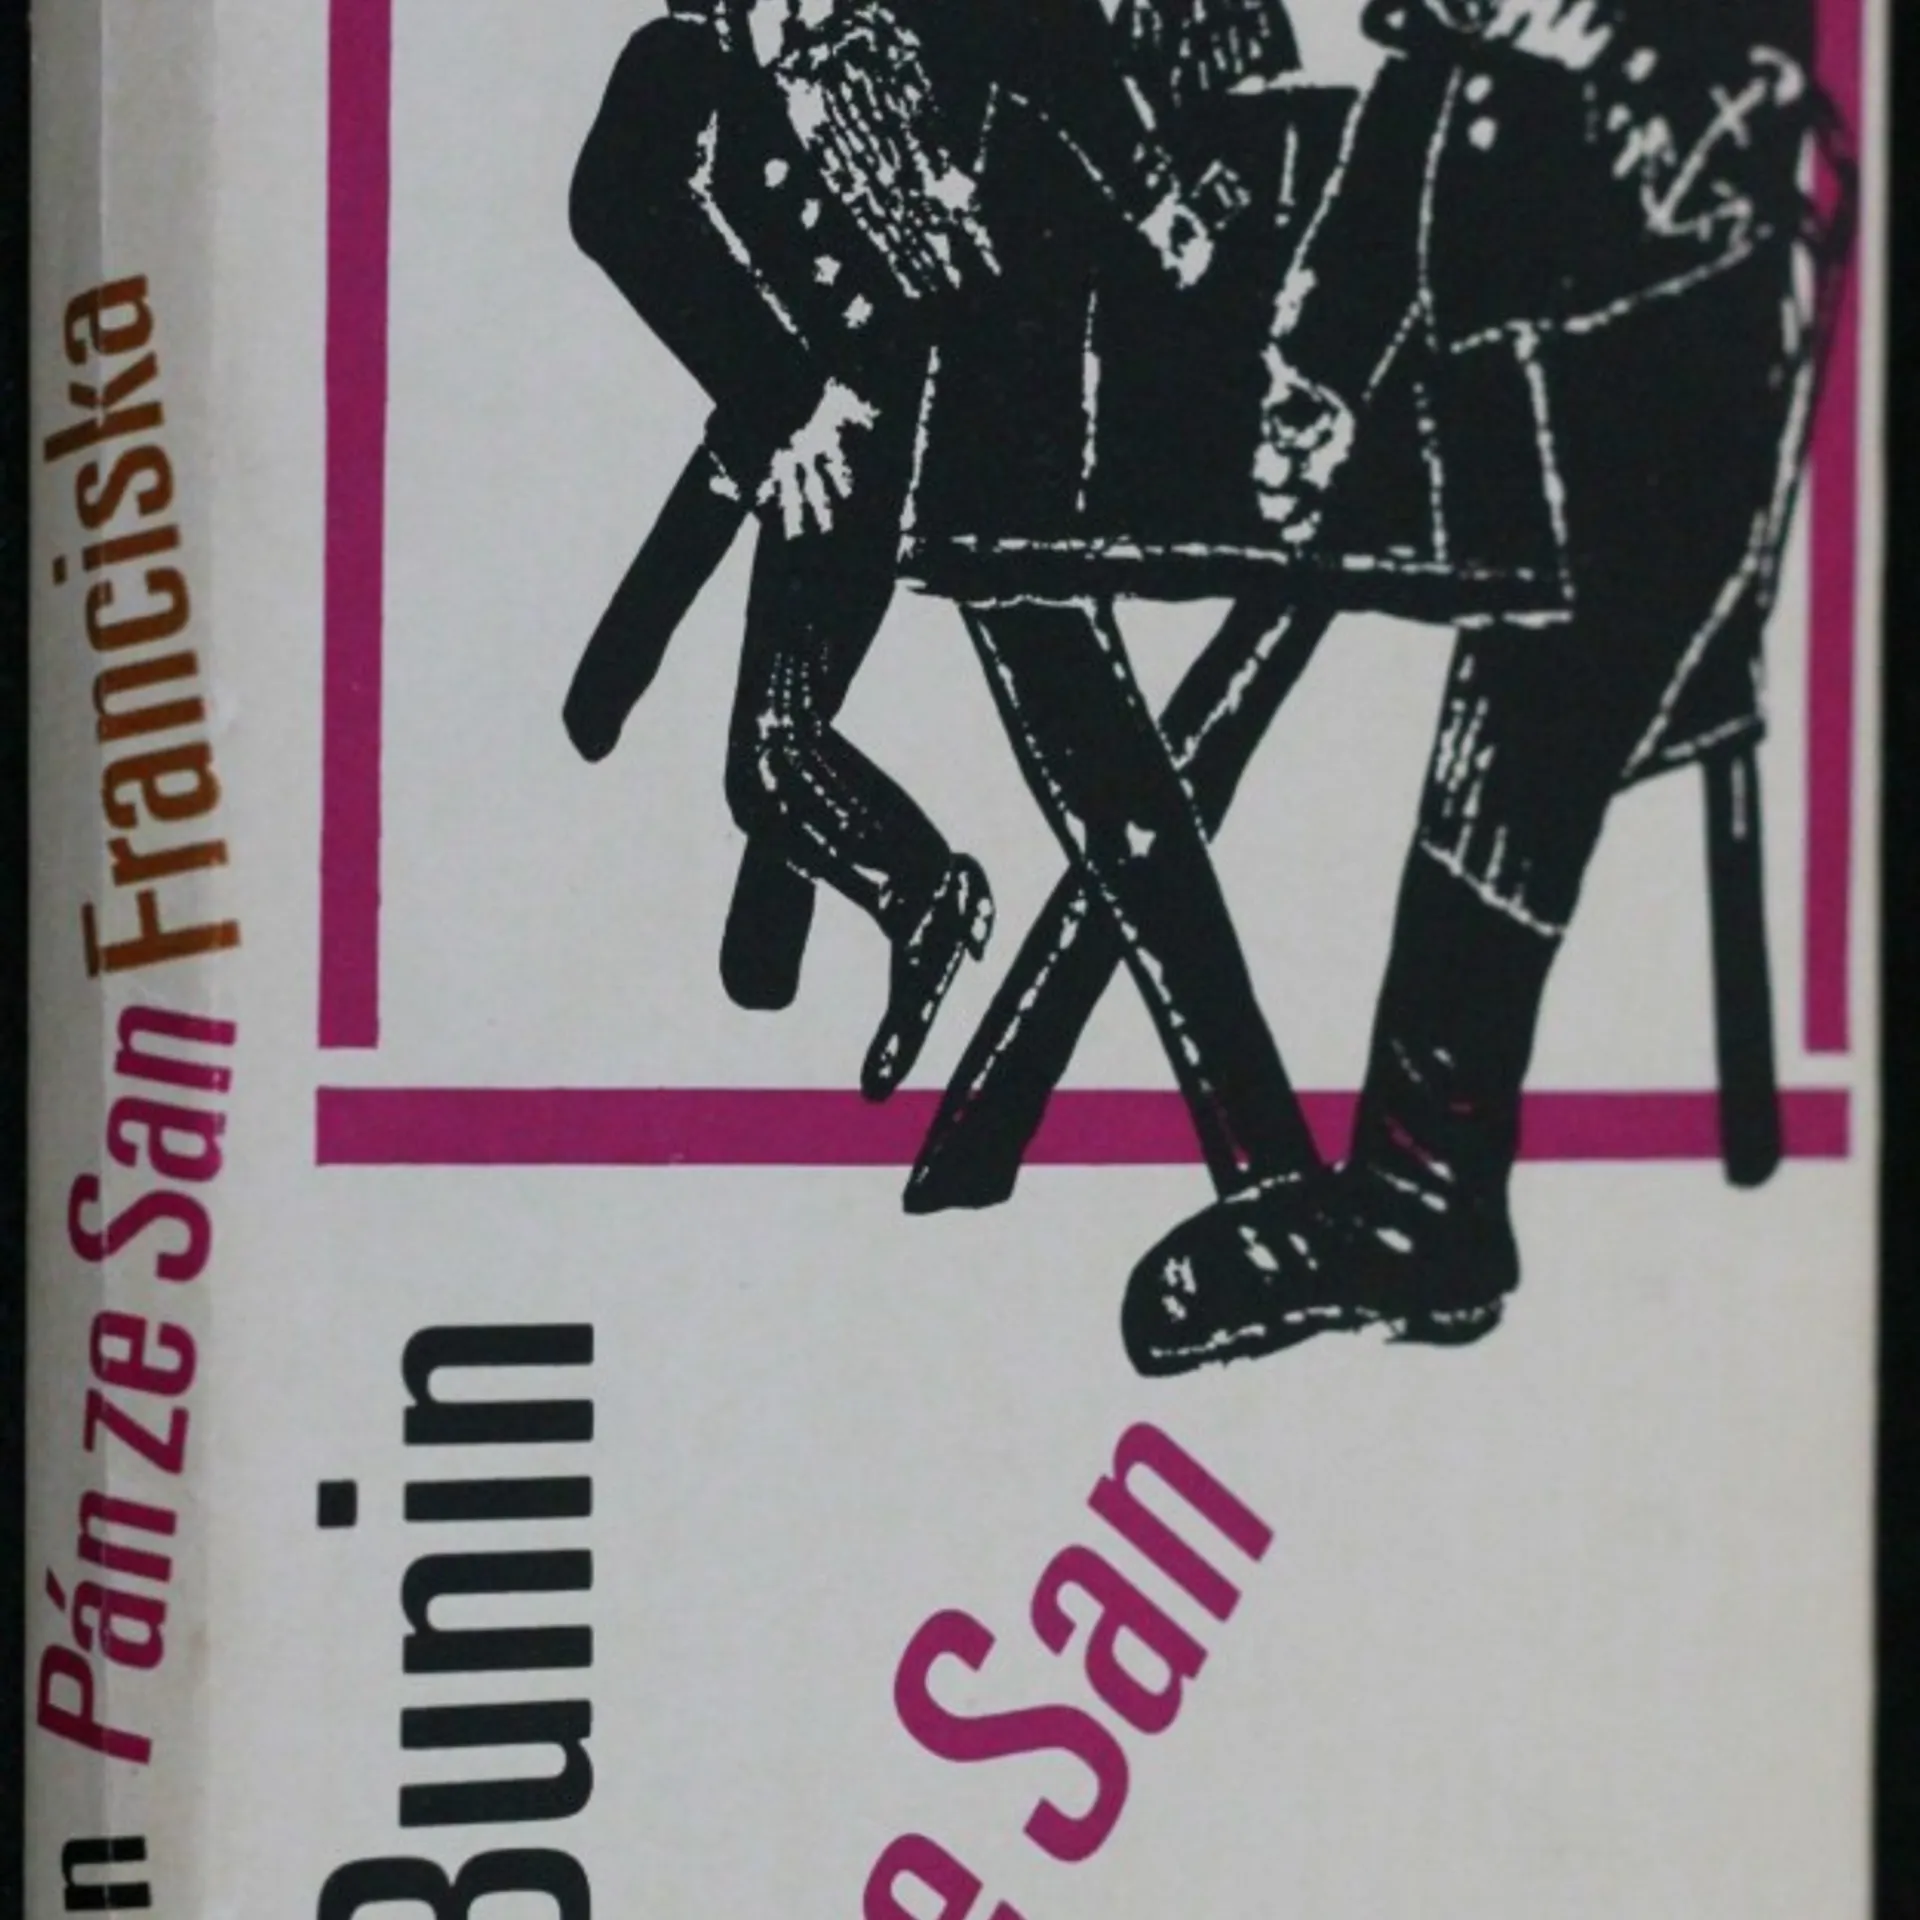 Pán ze San Franciska
Bunin
San